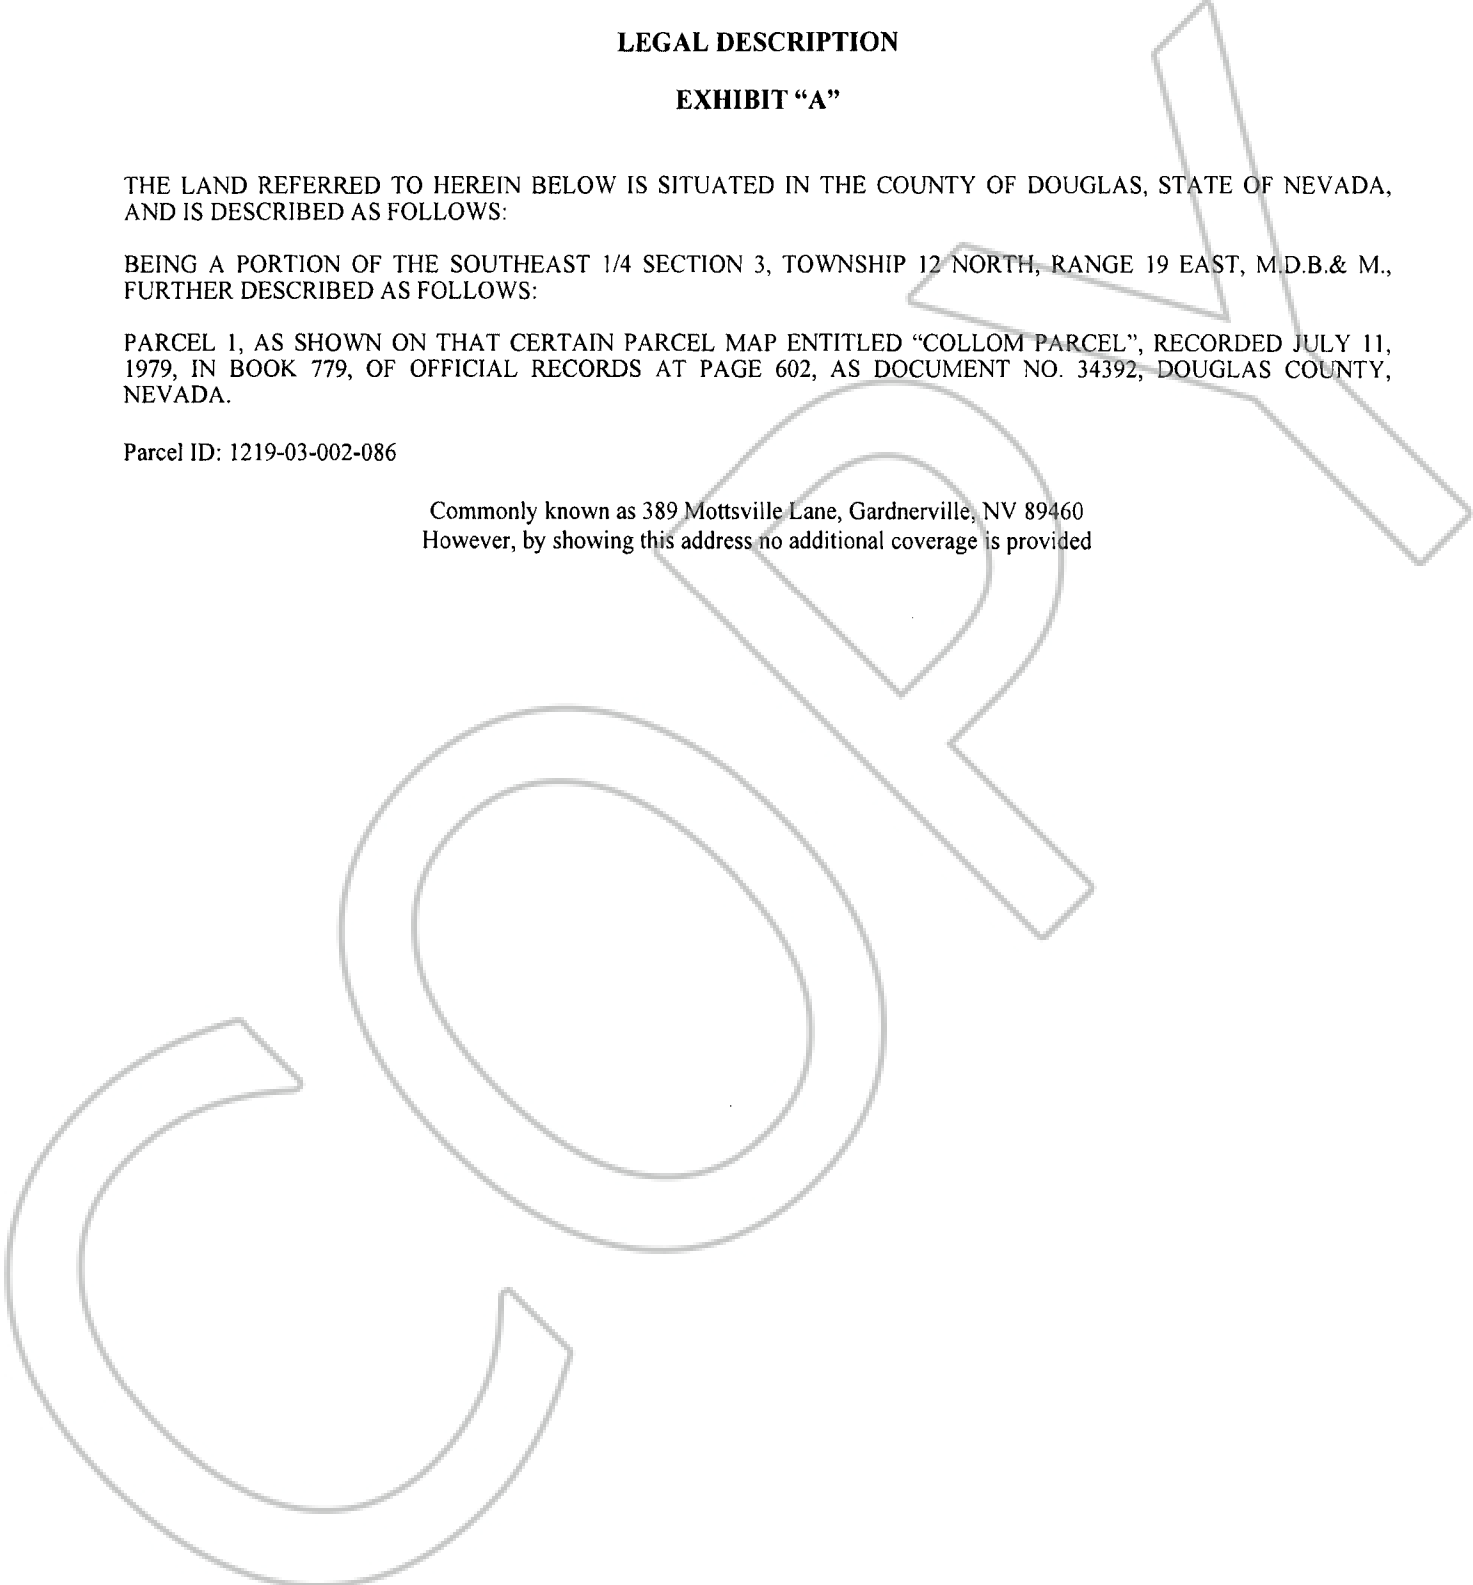 LEGAL DESCRIPTION
EXHIBIT “A”
THE LAND REFERRED TO HEREIN BELOW IS SITUATED IN THE COUNTY OF DOUGLAS, STATE OF NEVADA,
AND IS DESCRIBED AS FOLLOWS:
BEING A PORTION OF THE SOUTHEAST 1/4 SECTION 3, TOWNSHIP 12 NORTH, RANGE 19 EAST, M.D.B.& M.,
FURTHER DESCRIBED AS FOLLOWS:
PARCEL 1, AS SHOWN ON THAT CERTAIN PARCEL MAP ENTITLED “COLLOM PARCEL”, RECORDED JULY 11,
1979, IN BOOK 779, OF OFFICIAL RECORDS AT PAGE 602, AS DOCUMENT NO. 34392, DOUGLAS COUNTY,
NEVADA.
Parcel ID: 1219-03-002-086
Commonly known as 389 Mottsville Lane, Gardnerville, NV 89460
However, by showing this address no additional coverage is provided
COPY